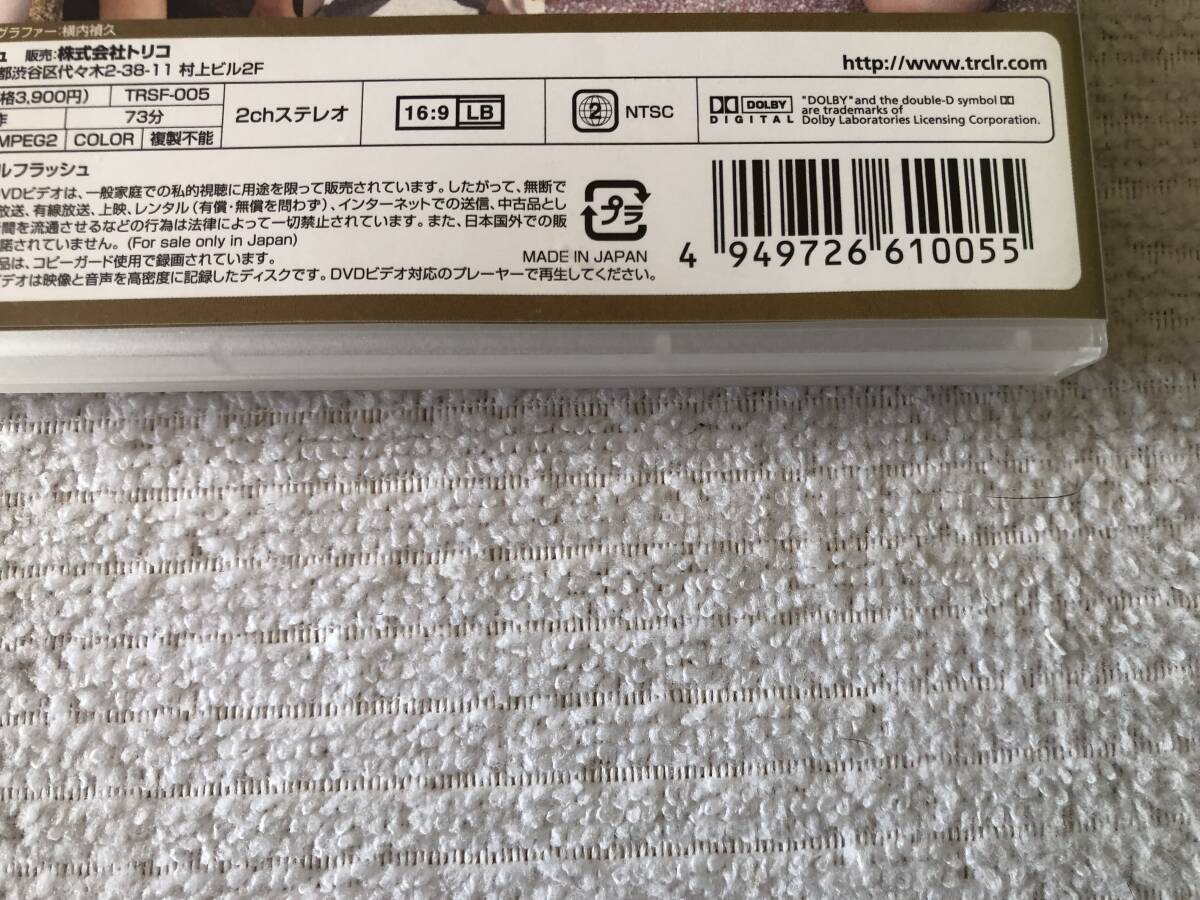 グラファー:横内禎久
ュ 販売:株式会社トリコ
都渋谷区代々木2-38-11 村上ビル2F
http://www.trclr.com
格3,900円) TRSF-005
作 73分
MPEG2 COLOR 複製不能
2chステレオ
16:9 LB
2 NTSC
DOLBY DIGITAL
"DOLBY"and the double-D symbol
are trademarks of
Dolby Laboratories Licensing Corporation.
ルフラッシュ
VDビデオは、一般家庭での私的視聴に用途を限って販売されています。したがって、無断で
放送、有線放送、上映、レンタル(有償・無償を問わず)、インターネットでの送信、中古品とし
間を流通させるなどの行為は法律によって一切禁止されています。また、日本国外での販
諾されていません。(For sale only in Japan)
品は、コピーガード使用で録画されています。
デオは映像と音声を高密度に記録したディスクです。DVDビデオ対応のプレーヤーで再生してください。
プラ
MADE IN JAPAN
4 949726 610055